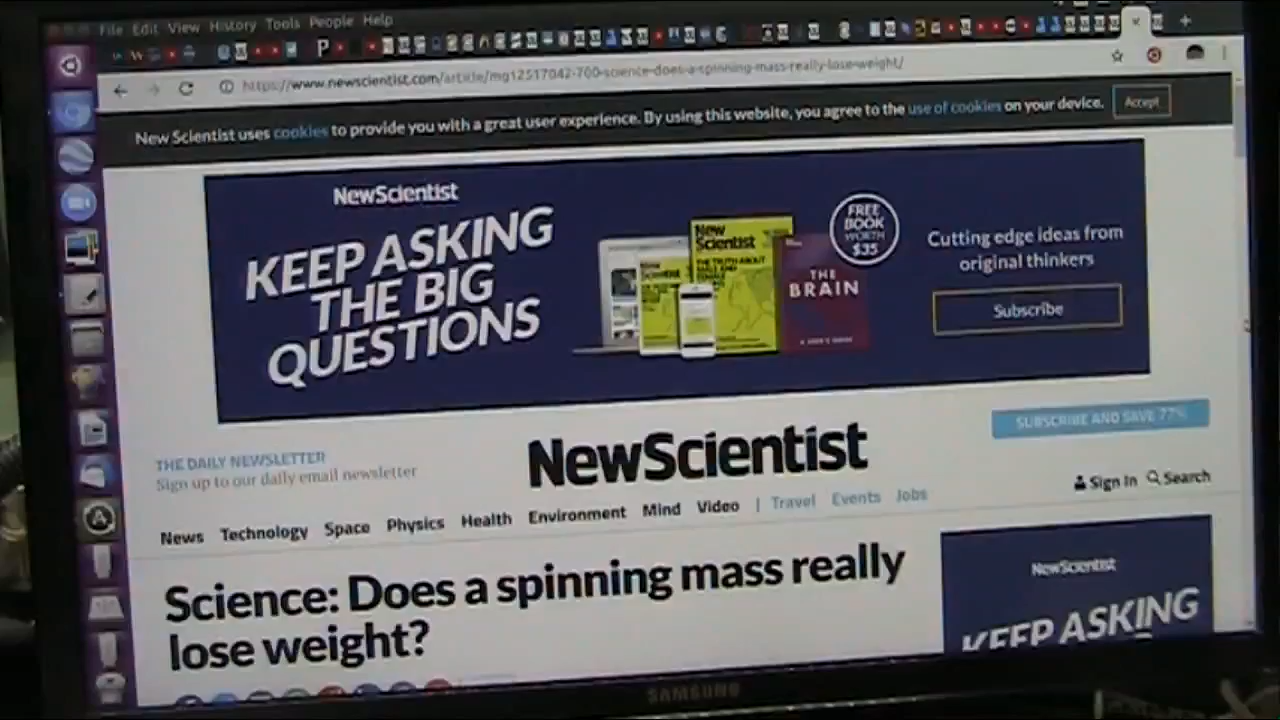 File Edit View History Tools People Help
https://www.newscientist.com/article/mg12517042-700-science-does-a-spinning-mass-really-lose-weight/
New Scientist uses cookies to provide you with a great user experience. By using this website, you agree to the use of cookies on your device. Accept
NewScientist
KEEP ASKING
THE BIG
QUESTIONS
New
Scientist
THE
BRAIN
FREE
BOOK
WORTH
$35
Cutting edge ideas from
original thinkers
Subscribe
SUBSCRIBE AND SAVE 77%
THE DAILY NEWSLETTER
Sign up to our daily email newsletter
NewScientist
Sign In Search
News Technology Space Physics Health Environment Mind Video | Travel Events Jobs
Science: Does a spinning mass really
lose weight?
NewScientist
KEEP ASKING
SAMSUNG